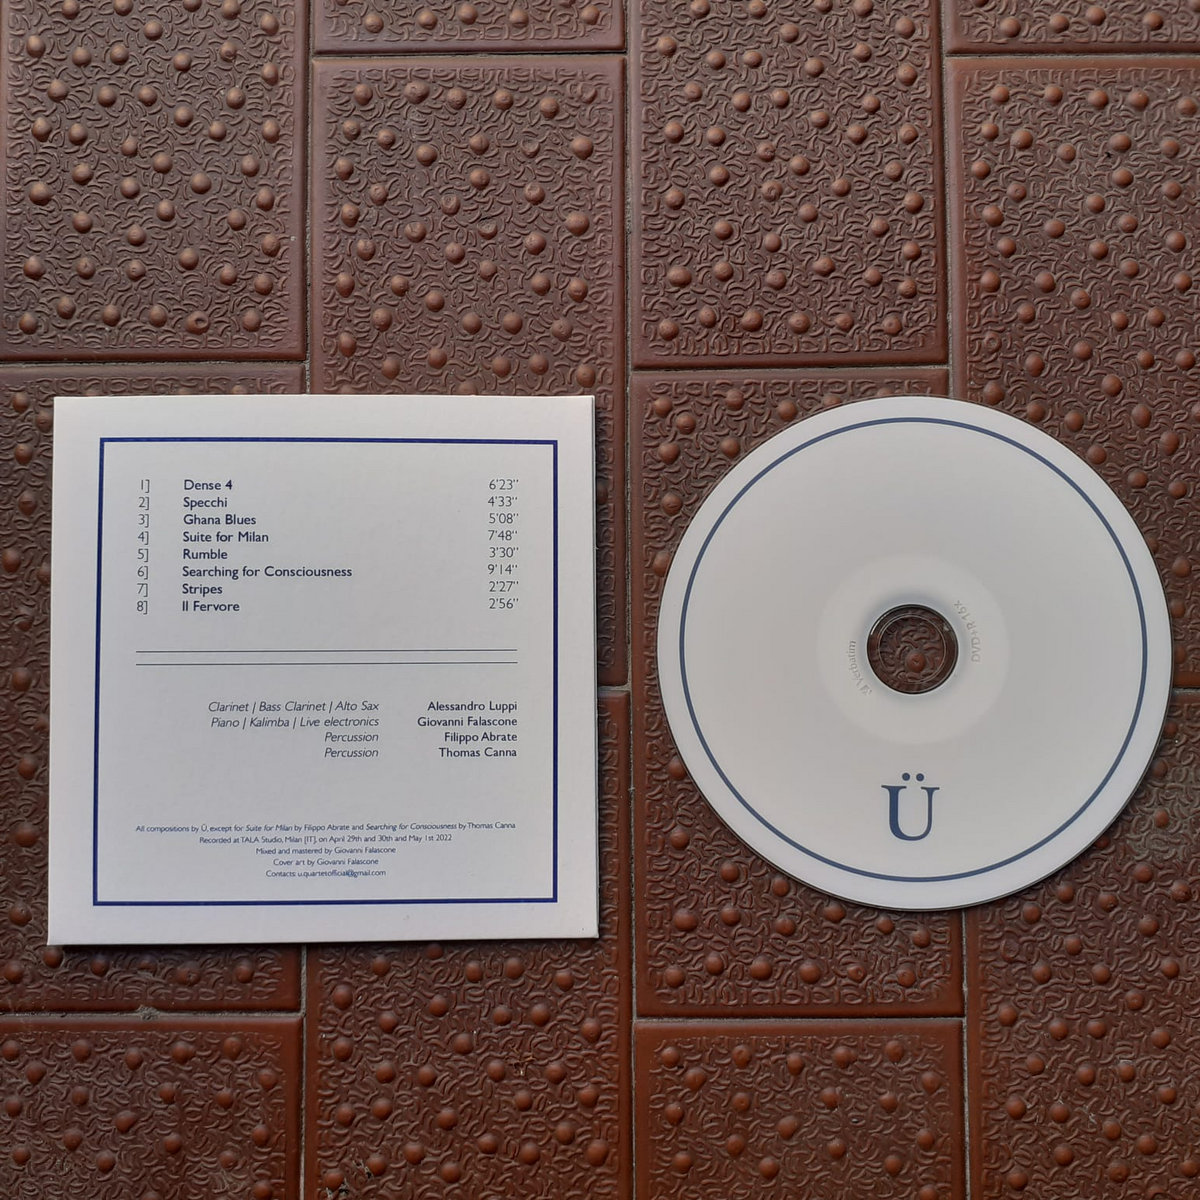 1] Dense 4 6'23''
2] Specchi 4'33''
3] Ghana Blues 5'08''
4] Suite for Milan 7'48''
5] Rumble 3'30''
6] Searching for Consciousness 9'14''
7] Stripes 2'27''
8] Il Fervore 2'56''
Clarinet | Bass Clarinet | Alto Sax Alessandro Luppi
Piano | Kalimba | Live electronics Giovanni Falascone
Percussion Filippo Abrate
Percussion Thomas Canna
All compositions by Ü, except for Suite for Milan by Filippo Abrate and Searching for Consciousness by Thomas Canna
Recorded at TALA Studio, Milan [IT], on April 29th and 30th and May 1st 2022
Mixed and mastered by Giovanni Falascone
Cover art by Giovanni Falascone
Contacts: u.quartetofficial@gmail.com
Verbatim
DVD+R 16x
Ü